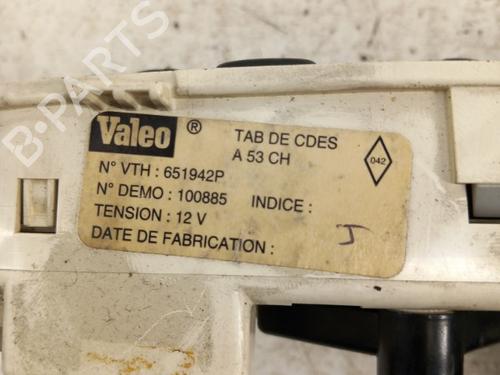 B-PARTS
Valeo ®
TAB DE CDES
A 53 CH
042
N° VTH : 651942P
N° DEMO : 100885 INDICE :
TENSION : 12 V
DATE DE FABRICATION :
J